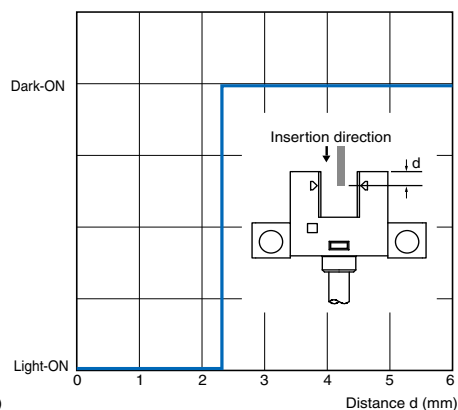 Dark-ON
Insertion direction
d
Light-ON
0 1 2 3 4 5 6
Distance d (mm)
)